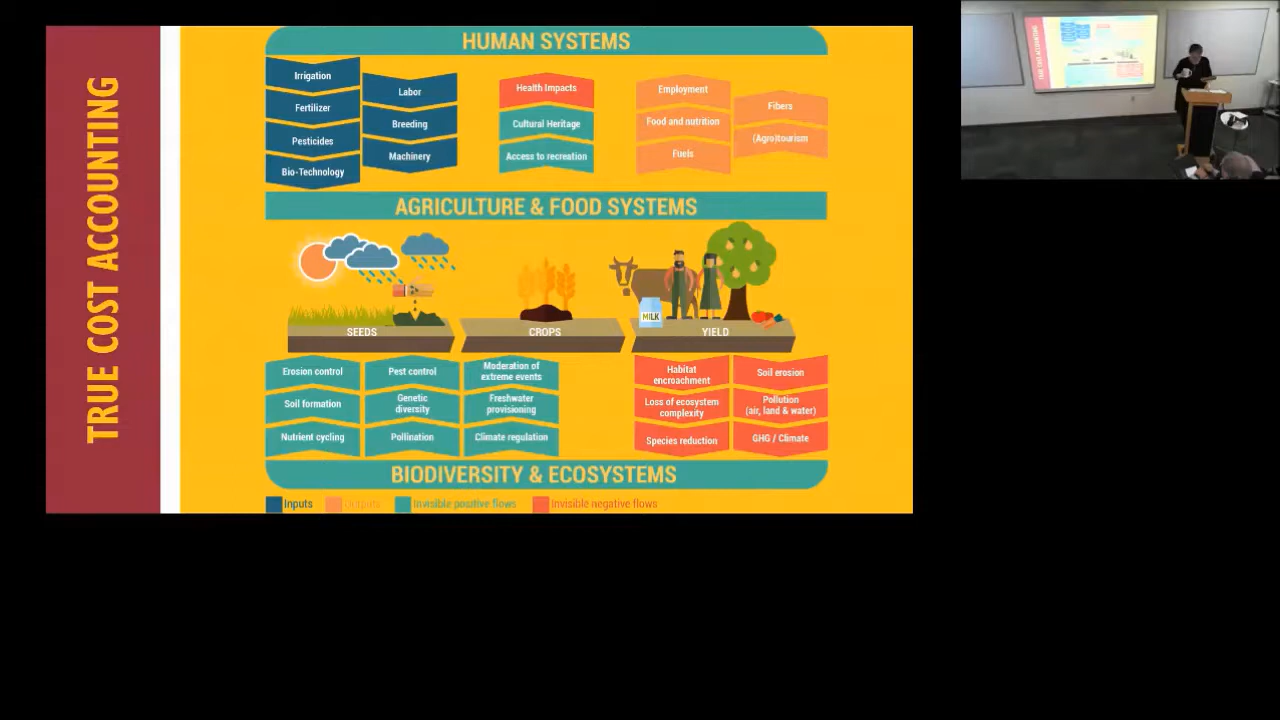 TRUE COST ACCOUNTING
HUMAN SYSTEMS
Irrigation
Fertilizer
Pesticides
Bio-Technology
Labor
Breeding
Machinery
Health Impacts
Cultural Heritage
Access to recreation
Employment
Food and nutrition
Fuels
Fibers
(Agro)tourism
AGRICULTURE & FOOD SYSTEMS
MILK
SEEDS
CROPS
YIELD
Erosion control
Soil formation
Nutrient cycling
Pest control
Genetic
diversity
Pollination
Moderation of
extreme events
Freshwater
provisioning
Climate regulation
Habitat
encroachment
Loss of ecosystem
complexity
Species reduction
Soil erosion
Pollution
(air, land & water)
GHG / Climate
BIODIVERSITY & ECOSYSTEMS
Inputs
Outputs
Invisible positive flows
Invisible negative flows
TRUE COST ACCOUNTING